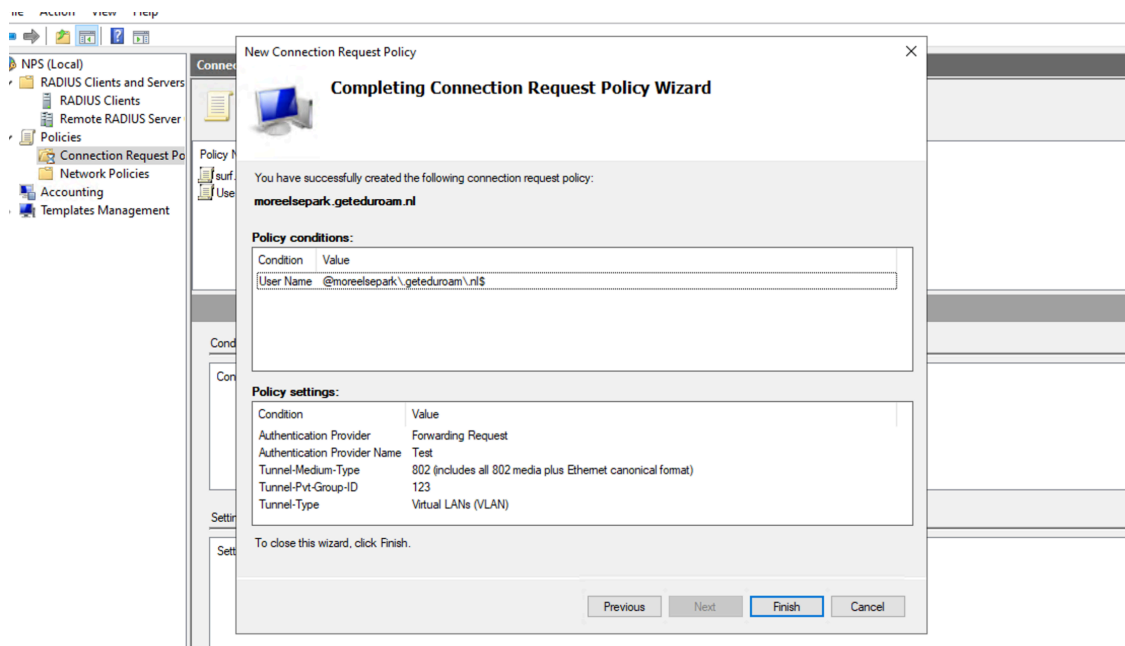 Action View Help
NPS (Local)
RADIUS Clients and Servers
RADIUS Clients
Remote RADIUS Server
Policies
Connection Request Po
Network Policies
Accounting
Templates Management
Connec
Policy N
surf.
Use
Cond
Con
Settin
Sett
New Connection Request Policy
Completing Connection Request Policy Wizard
You have successfully created the following connection request policy:
moreelsepark.geteduroam.nl
Policy conditions:
Condition Value
User Name @moreelsepark\.geteduroam\.nl$
Policy settings:
Condition Value
Authentication Provider Forwarding Request
Authentication Provider Name Test
Tunnel-Medium-Type 802 (includes all 802 media plus Ethernet canonical format)
Tunnel-Pvt-Group-ID 123
Tunnel-Type Virtual LANs (VLAN)
To close this wizard, click Finish.
Previous Next Finish Cancel